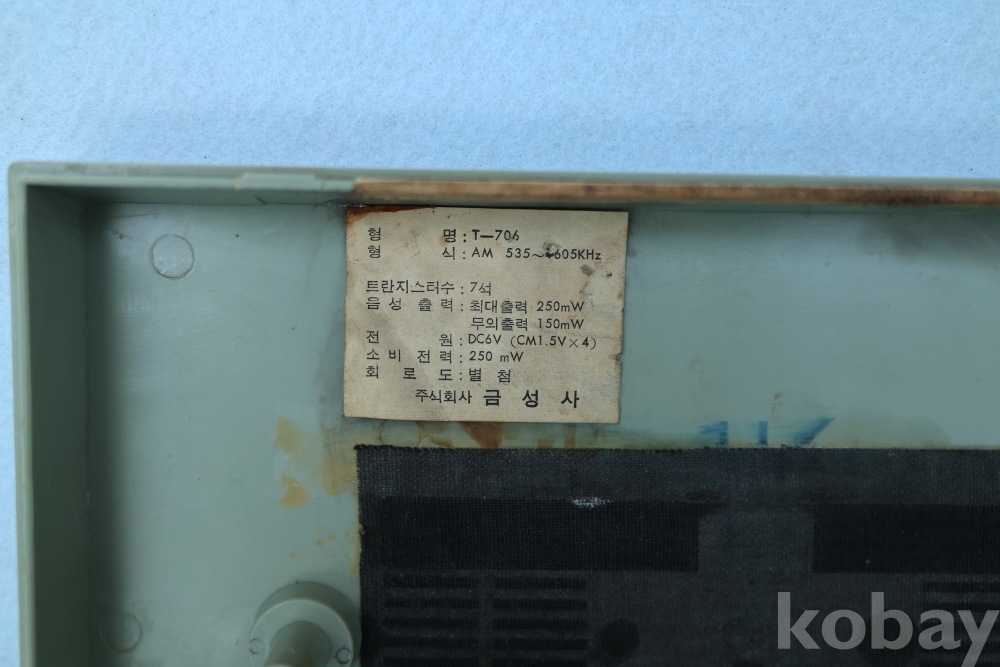 형 명 : T-706
형 식 : AM 535~1605KHz
트란지스터수 : 7석
음 성 출 력 : 최대출력 250mW
무의출력 150mW
전 원 : DC6V (CM1.5V×4)
소 비 전 력 : 250 mW
회 로 도 : 별 첨
주식회사 금 성 사
kobay